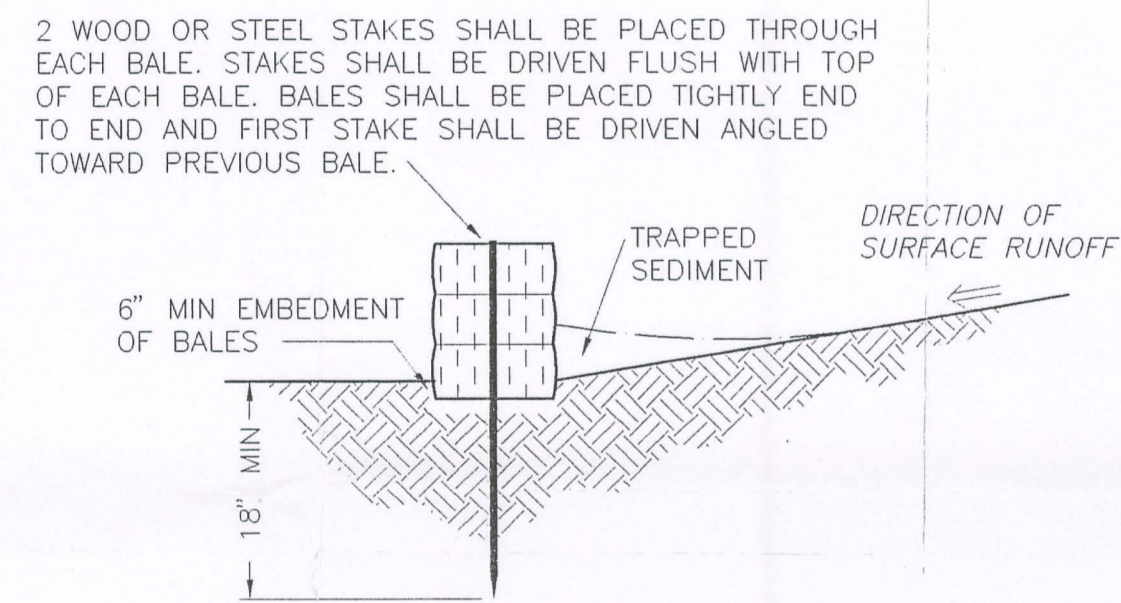 2 WOOD OR STEEL STAKES SHALL BE PLACED THROUGH
EACH BALE. STAKES SHALL BE DRIVEN FLUSH WITH TOP
OF EACH BALE. BALES SHALL BE PLACED TIGHTLY END
TO END AND FIRST STAKE SHALL BE DRIVEN ANGLED
TOWARD PREVIOUS BALE.
DIRECTION OF
SURFACE RUNOFF
TRAPPED
SEDIMENT
6" MIN EMBEDMENT
OF BALES
18" MIN